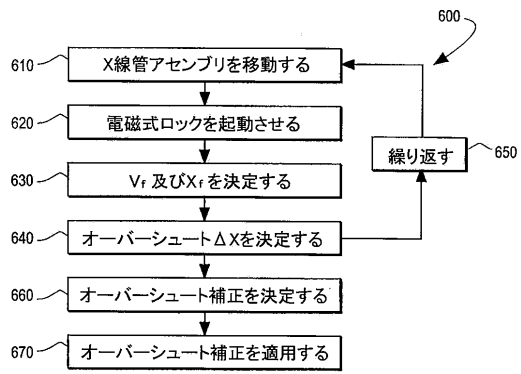 600
610
X線管アセンブリを移動する
620
電磁式ロックを起動させる
繰り返す
650
630
Vf 及びXf を決定する
640
オーバーシュートΔXを決定する
660
オーバーシュート補正を決定する
670
オーバーシュート補正を適用する